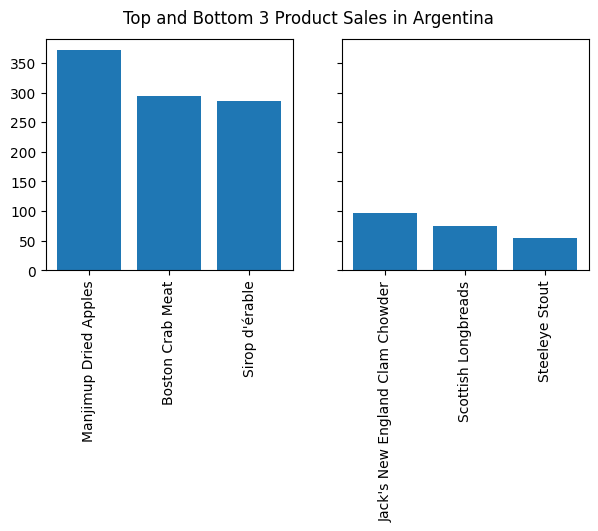 Top and Bottom 3 Product Sales in Argentina
350
300
250
200
150
100
50
0
Manjimup Dried Apples
Boston Crab Meat
Sirop d'érable
Jack's New England Clam Chowder
Scottish Longbreads
Steeleye Stout